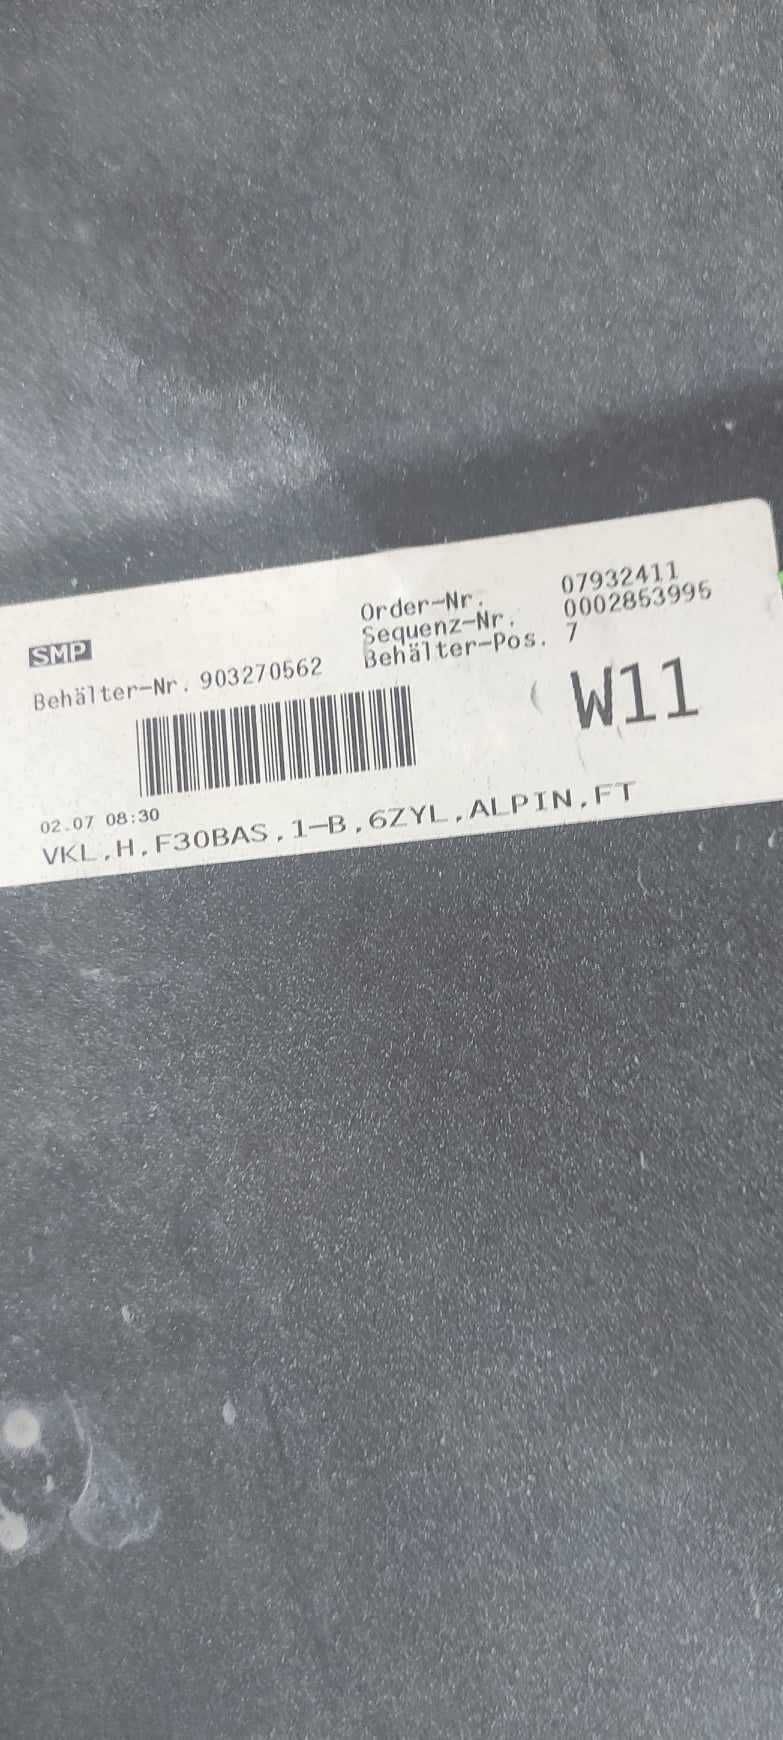 SMP
Order-Nr. 07932411
Sequenz-Nr. 0002853995
Behälter-Pos. 7
Behälter-Nr. 903270562
W11
02.07 08:30
VKL,H,F30BAS,1-B,6ZYL,ALPIN,FT